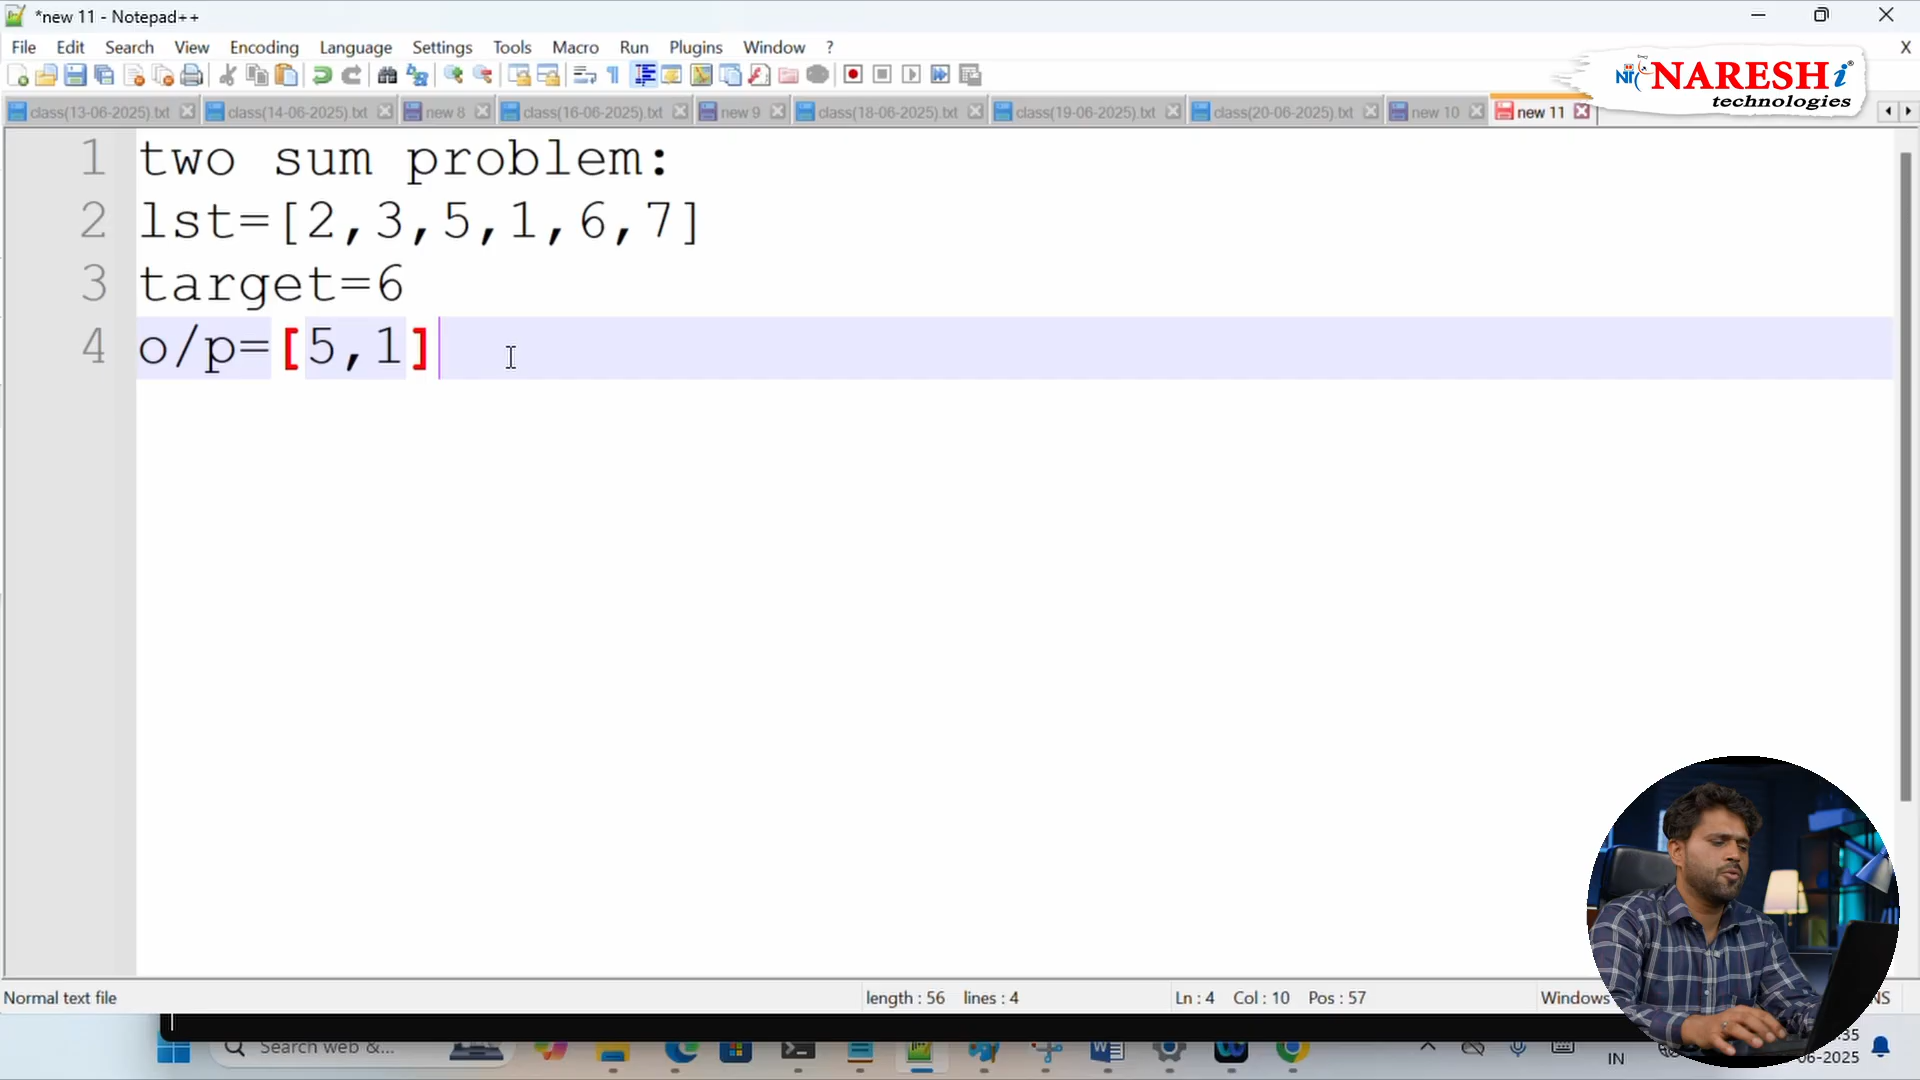 *new 11 - Notepad++
File Edit Search View Encoding Language Settings Tools Macro Run Plugins Window ? X
NARESH i
technologies
class(13-06-2025).txt class(14-06-2025).txt new 8 class(16-06-2025).txt new 9 class(18-06-2025).txt class(19-06-2025).txt class(20-06-2025).txt new 10 new 11
1 two sum problem:
2 lst=[2,3,5,1,6,7]
3 target=6
4 o/p=[5,1]
Normal text file length : 56 lines : 4 Ln : 4 Col : 10 Pos : 57 Windows
Search web &...
IN